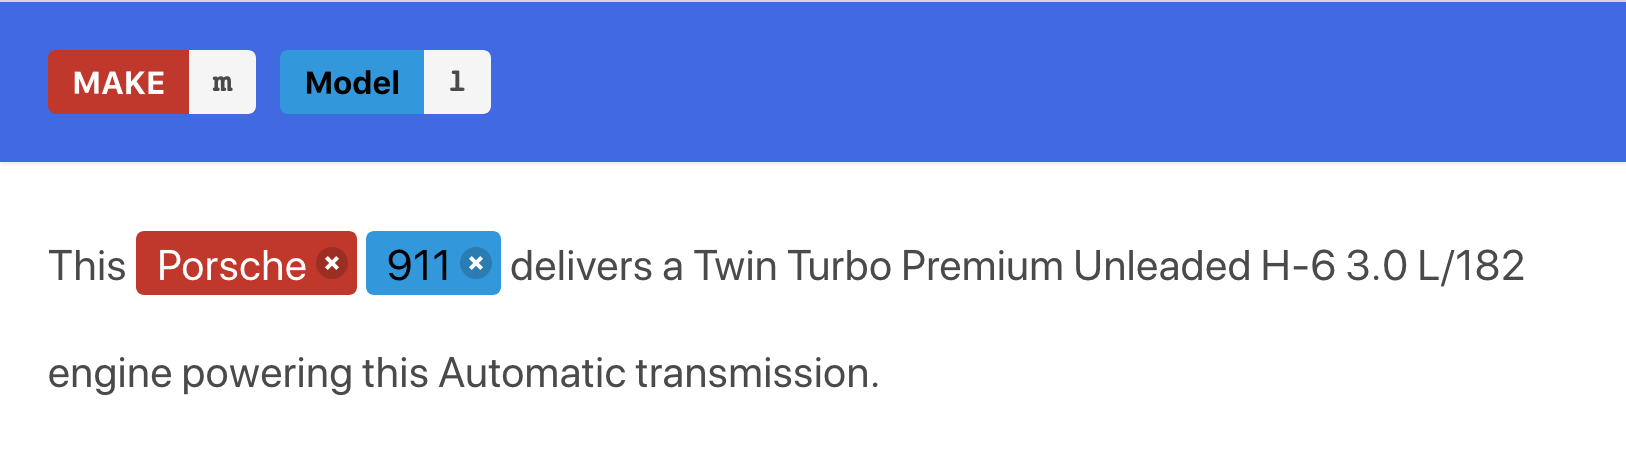 MAKE m Model l
This Porsche × 911 × delivers a Twin Turbo Premium Unleaded H-6 3.0 L/182
engine powering this Automatic transmission.